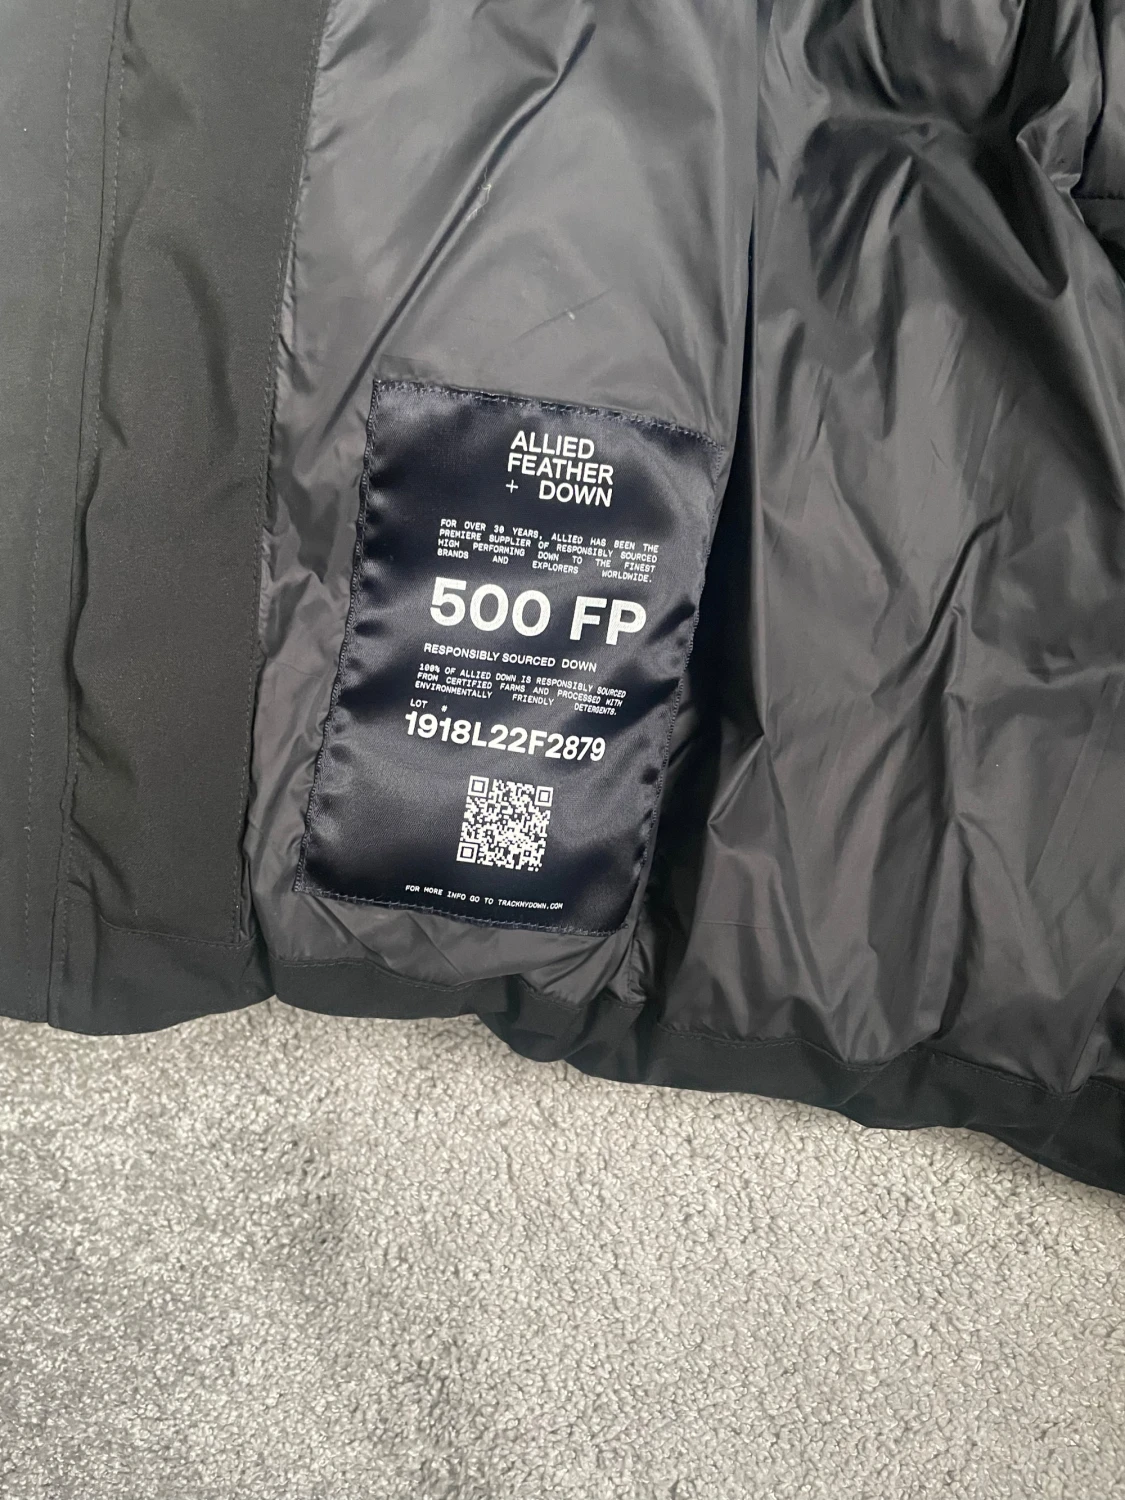 ALLIED
FEATHER
+ DOWN
FOR OVER 30 YEARS, ALLIED HAS BEEN THE
PREMIERE SUPPLIER OF RESPONSIBLY SOURCED
HIGH PERFORMING DOWN TO THE FINEST
BRANDS AND EXPLORERS WORLDWIDE.
500 FP
RESPONSIBLY SOURCED DOWN
100% OF ALLIED DOWN IS RESPONSIBLY SOURCED
FROM CERTIFIED FARMS AND PROCESSED WITH
ENVIRONMENTALLY FRIENDLY DETERGENTS.
LOT #
1918L22F2879
FOR MORE INFO GO TO TRACKMYDOWN.COM